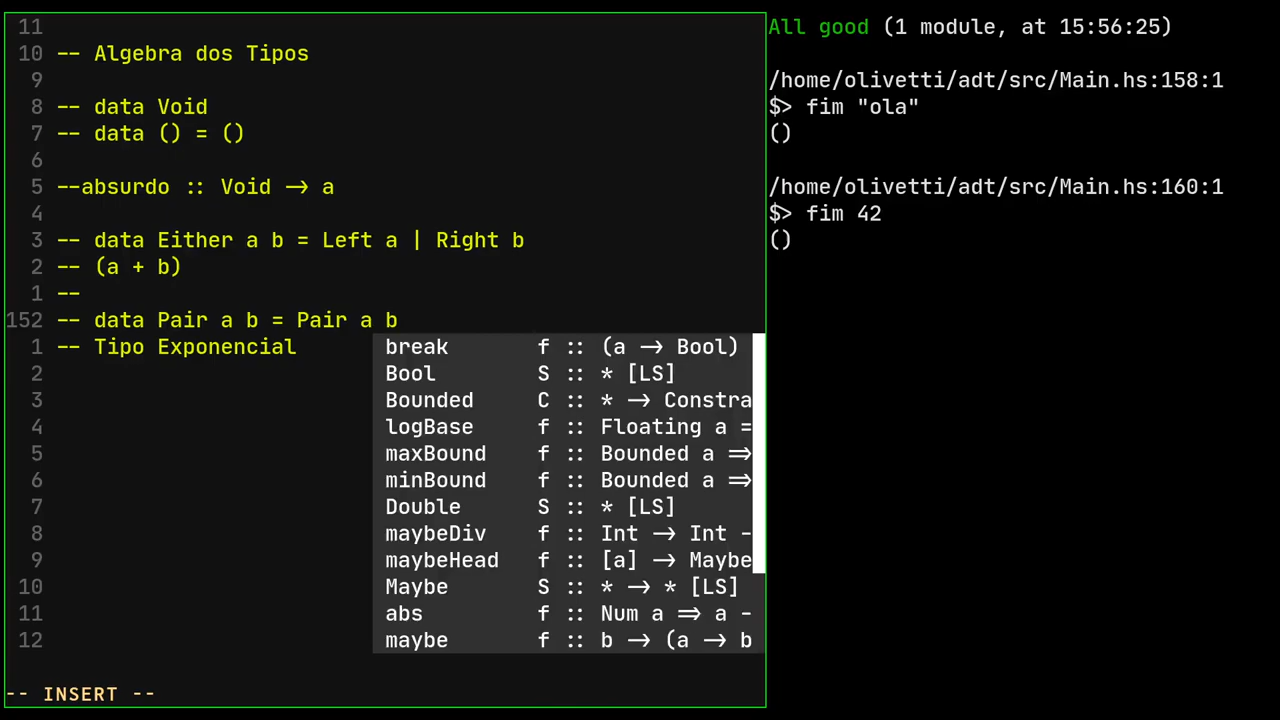 11
10 -- Algebra dos Tipos
9
8 -- data Void
7 -- data () = ()
6
5 --absurdo :: Void -> a
4
3 -- data Either a b = Left a | Right b
2 -- (a + b)
1 --
152 -- data Pair a b = Pair a b
1 -- Tipo Exponencial
2
3
4
5
6
7
8
9
10
11
12
break f :: (a -> Bool)
Bool S :: * [LS]
Bounded C :: * -> Constra
logBase f :: Floating a =
maxBound f :: Bounded a =>
minBound f :: Bounded a =>
Double S :: * [LS]
maybeDiv f :: Int -> Int -
maybeHead f :: [a] -> Maybe
Maybe S :: * -> * [LS]
abs f :: Num a => a -
maybe f :: b -> (a -> b
-- INSERT --
All good (1 module, at 15:56:25)
/home/olivetti/adt/src/Main.hs:158:1
$> fim "ola"
()
/home/olivetti/adt/src/Main.hs:160:1
$> fim 42
()